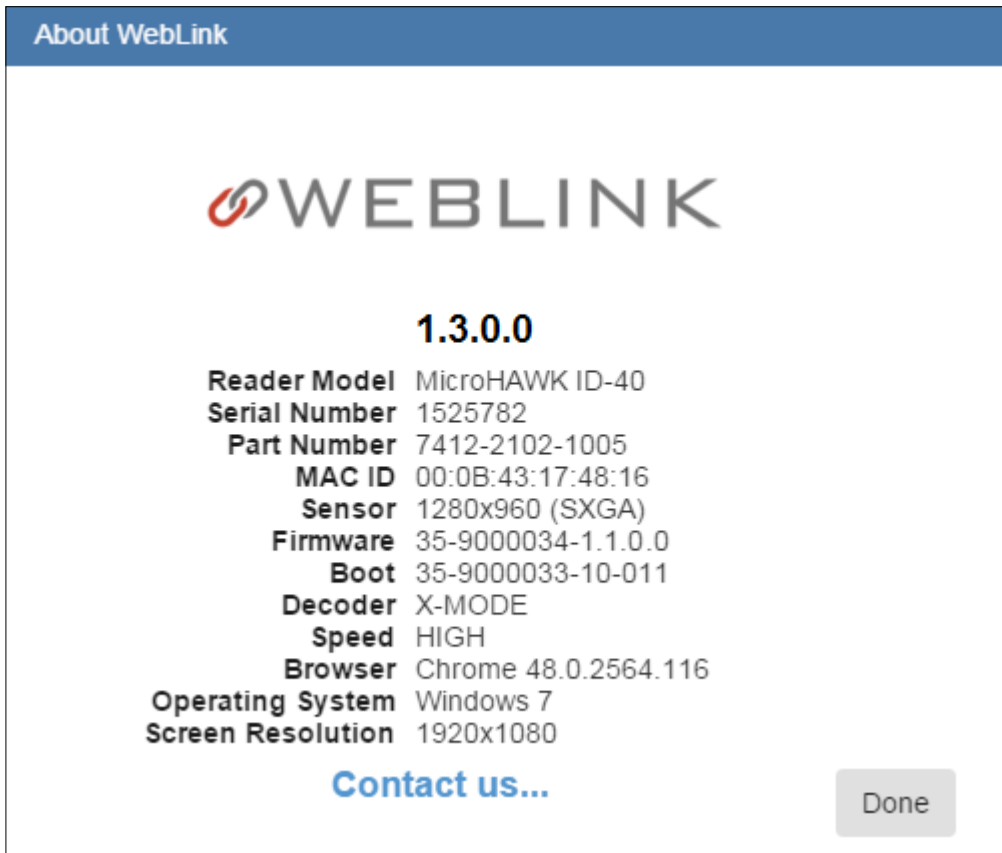 About WebLink
WEBLINK
1.3.0.0
Reader Model MicroHAWK ID-40
Serial Number 1525782
Part Number 7412-2102-1005
MAC ID 00:0B:43:17:48:16
Sensor 1280x960 (SXGA)
Firmware 35-9000034-1.1.0.0
Boot 35-9000033-10-011
Decoder X-MODE
Speed HIGH
Browser Chrome 48.0.2564.116
Operating System Windows 7
Screen Resolution 1920x1080
Contact us...
Done